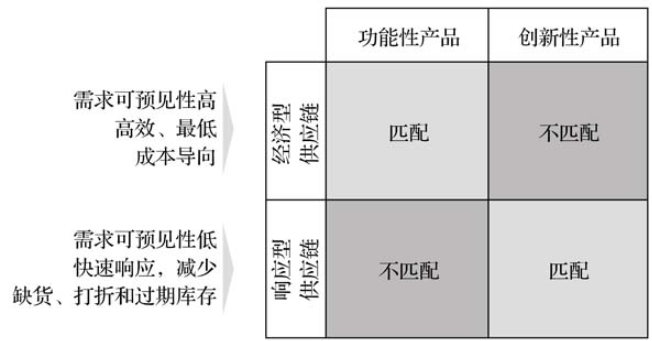 功能性产品 创新性产品
需求可预见性高
高效、最低
成本导向
经济型
供应链
匹配 不匹配
需求可预见性低
快速响应，减少
缺货、打折和过期库存
响应型
供应链
不匹配 匹配